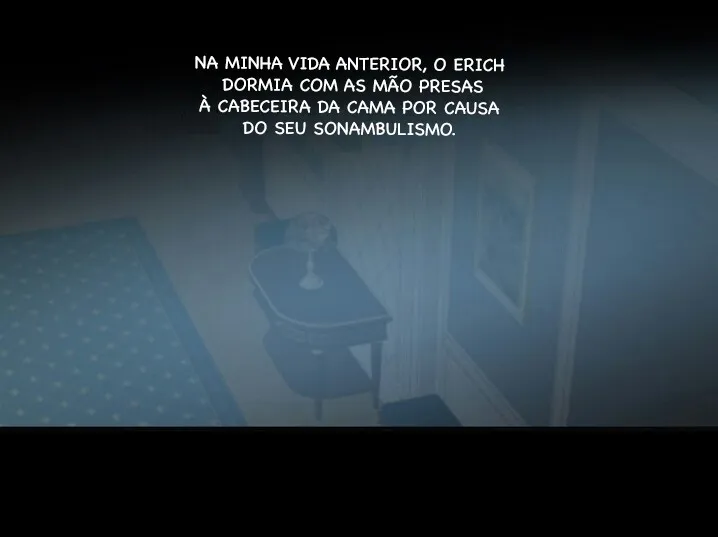 NA MINHA VIDA ANTERIOR, O ERICH
DORMIA COM AS MÃO PRESAS
À CABECEIRA DA CAMA POR CAUSA
DO SEU SONAMBULISMO.